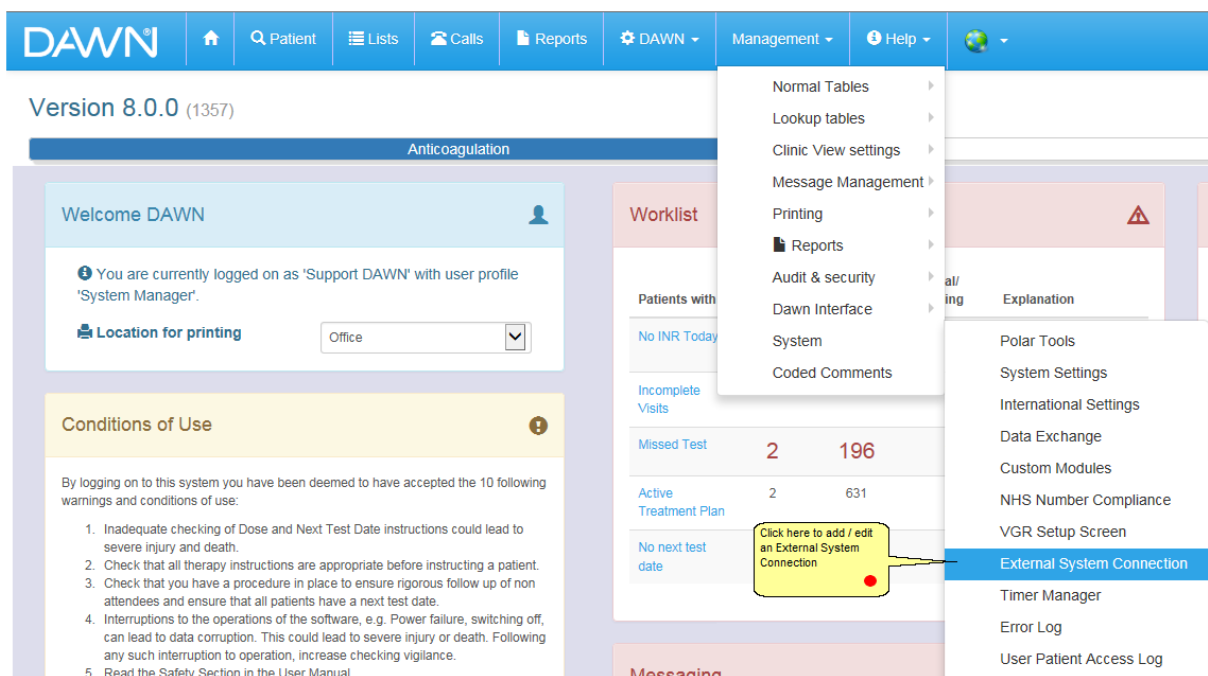 DAWN®
Patient
Lists
Calls
Reports
DAWN
Management
Help
Version 8.0.0 (1357)
Anticoagulation
Normal Tables
Lookup tables
Clinic View settings
Message Management
Printing
Reports
Audit & security
Dawn Interface
System
Coded Comments
Polar Tools
System Settings
International Settings
Data Exchange
Custom Modules
NHS Number Compliance
VGR Setup Screen
External System Connection
Timer Manager
Error Log
User Patient Access Log
Welcome DAWN
You are currently logged on as 'Support DAWN' with user profile
'System Manager'.
Location for printing
Office
Conditions of Use
By logging on to this system you have been deemed to have accepted the 10 following
warnings and conditions of use:
1. Inadequate checking of Dose and Next Test Date instructions could lead to
severe injury and death.
2. Check that all therapy instructions are appropriate before instructing a patient.
3. Check that you have a procedure in place to ensure rigorous follow up of non
attendees and ensure that all patients have a next test date.
4. Interruptions to the operations of the software, e.g. Power failure, switching off,
can lead to data corruption. This could lead to severe injury or death. Following
any such interruption to operation, increase checking vigilance.
5. Read the Safety Section in the User Manual
Worklist
Patients with
al/
ing
Explanation
No INR Today
Incomplete
Visits
Missed Test 2 196
Active 2 631
Treatment Plan
No next test
date
Click here to add / edit
an External System
Connection
Messaging